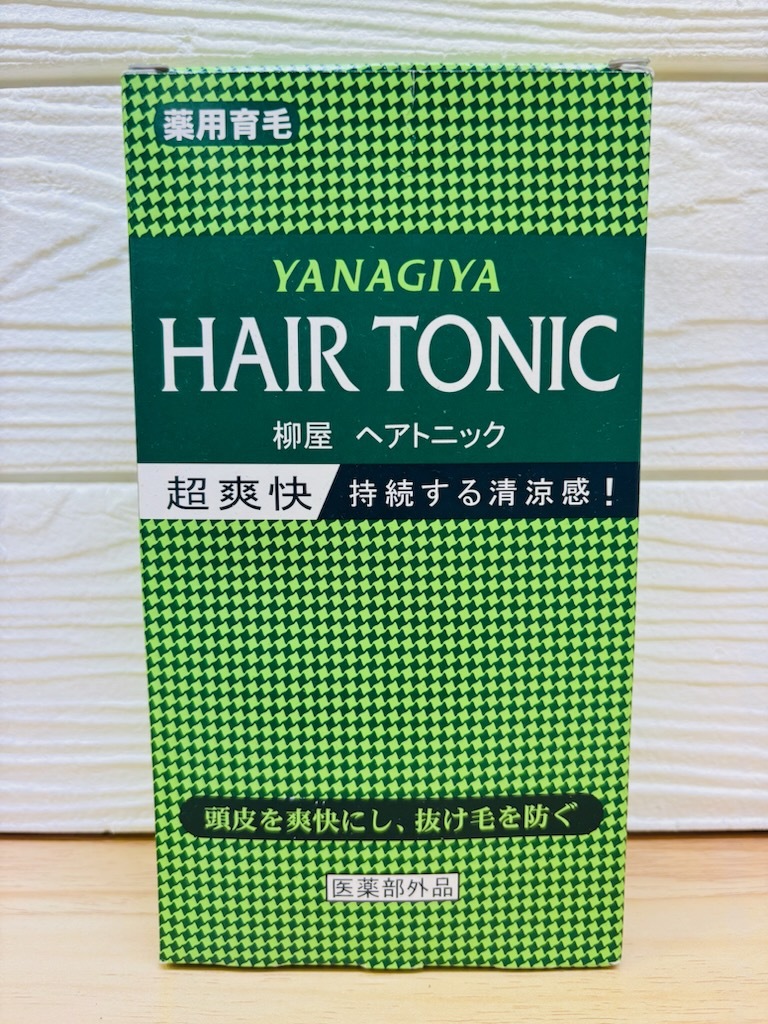 薬用育毛
YANAGIYA
HAIR TONIC
柳屋 ヘアトニック
超爽快 持続する清涼感！
頭皮を爽快にし、抜け毛を防ぐ
医薬部外品